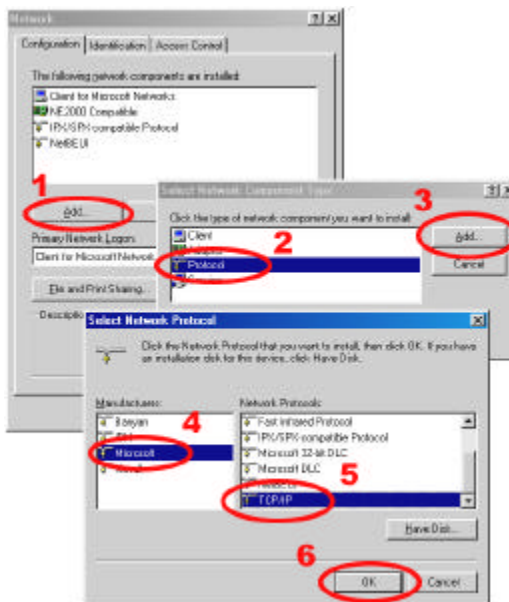 Network
Configuration Identification Access Control
The following network components are installed:
Client for Microsoft Networks
NE2000 Compatible
IPX/SPX-compatible Protocol
NetBEUI
1
Add...
Primary Network Logon:
Client for Microsoft Network
File and Print Sharing...
Descriptio
Select Network Component Type
3
Click the type of network component you want to install:
2
Client
Protocol
Add...
Cancel
Select Network Protocol
Click the Network Protocol that you want to install, then click OK. If you have
an installation disk for this device, click Have Disk.
Manufacturers:
4
Banyan
Microsoft
Network Protocols:
Fast Infrared Protocol
IPX/SPX-compatible Protocol
Microsoft 32-bit DLC
Microsoft DLC
NetBEUI
5
TCP/IP
Have Disk...
6
OK
Cancel